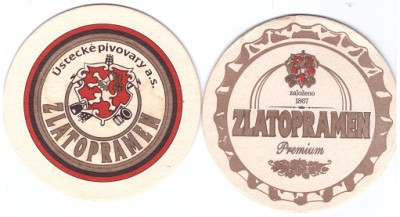 Ústecké pivovary a.s.
ZLATOPRAMEN
založeno
1867
ZLATOPRAMEN
Premium